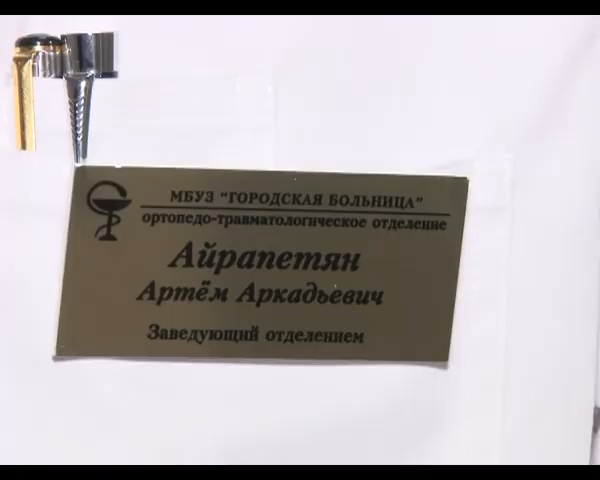 МБУЗ "ГОРОДСКАЯ БОЛЬНИЦА"
ортопедо-травматологическое отделение
Айрапетян
Артём Аркадьевич
Заведующий отделением